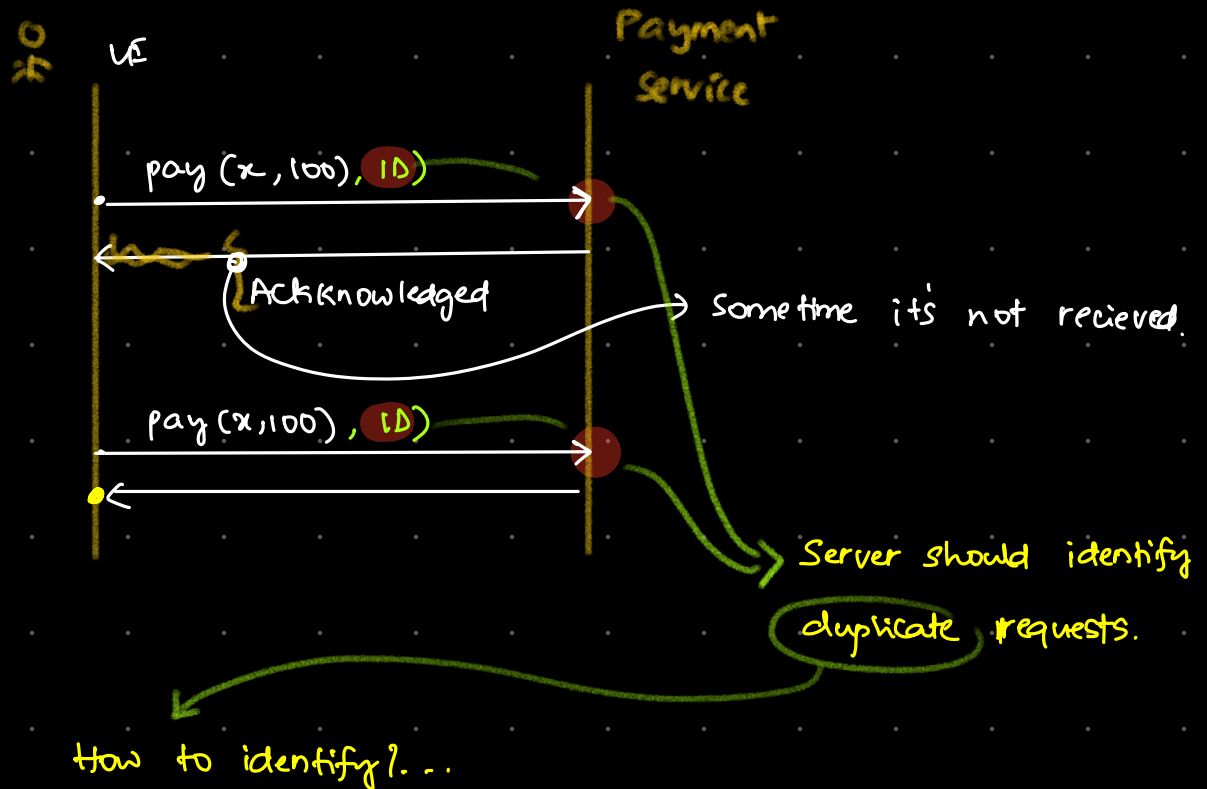 UI
Payment
Service
pay (x,100), ID)
Ackknowledged
Sometime it's not recieved.
pay (x,100), ID)
Server should identify
duplicate requests.
How to identify?...